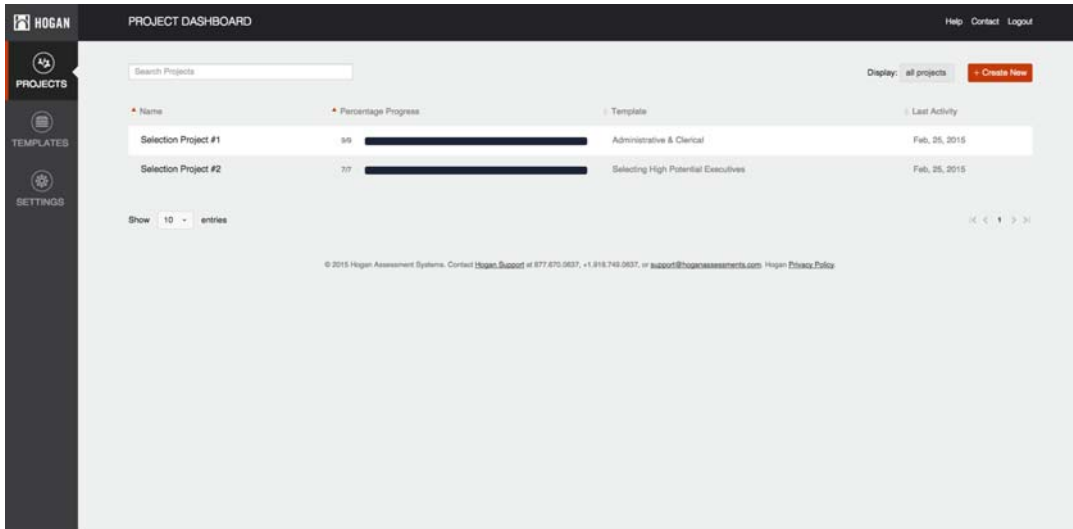 HOGAN
PROJECT DASHBOARD
Help Contact Logout
PROJECTS
TEMPLATES
SETTINGS
Search Projects
Display: all projects + Create New
Name Percentage Progress Template Last Activity
Selection Project #1 9/9 Administrative & Clerical Feb, 25, 2015
Selection Project #2 7/7 Selecting High Potential Executives Feb, 25, 2015
Show 10 entries 1
© 2015 Hogan Assessment Systems. Contact Hogan Support at 877.670.0637, +1.918.749.0637, or support@hoganassessments.com. Hogan Privacy Policy.